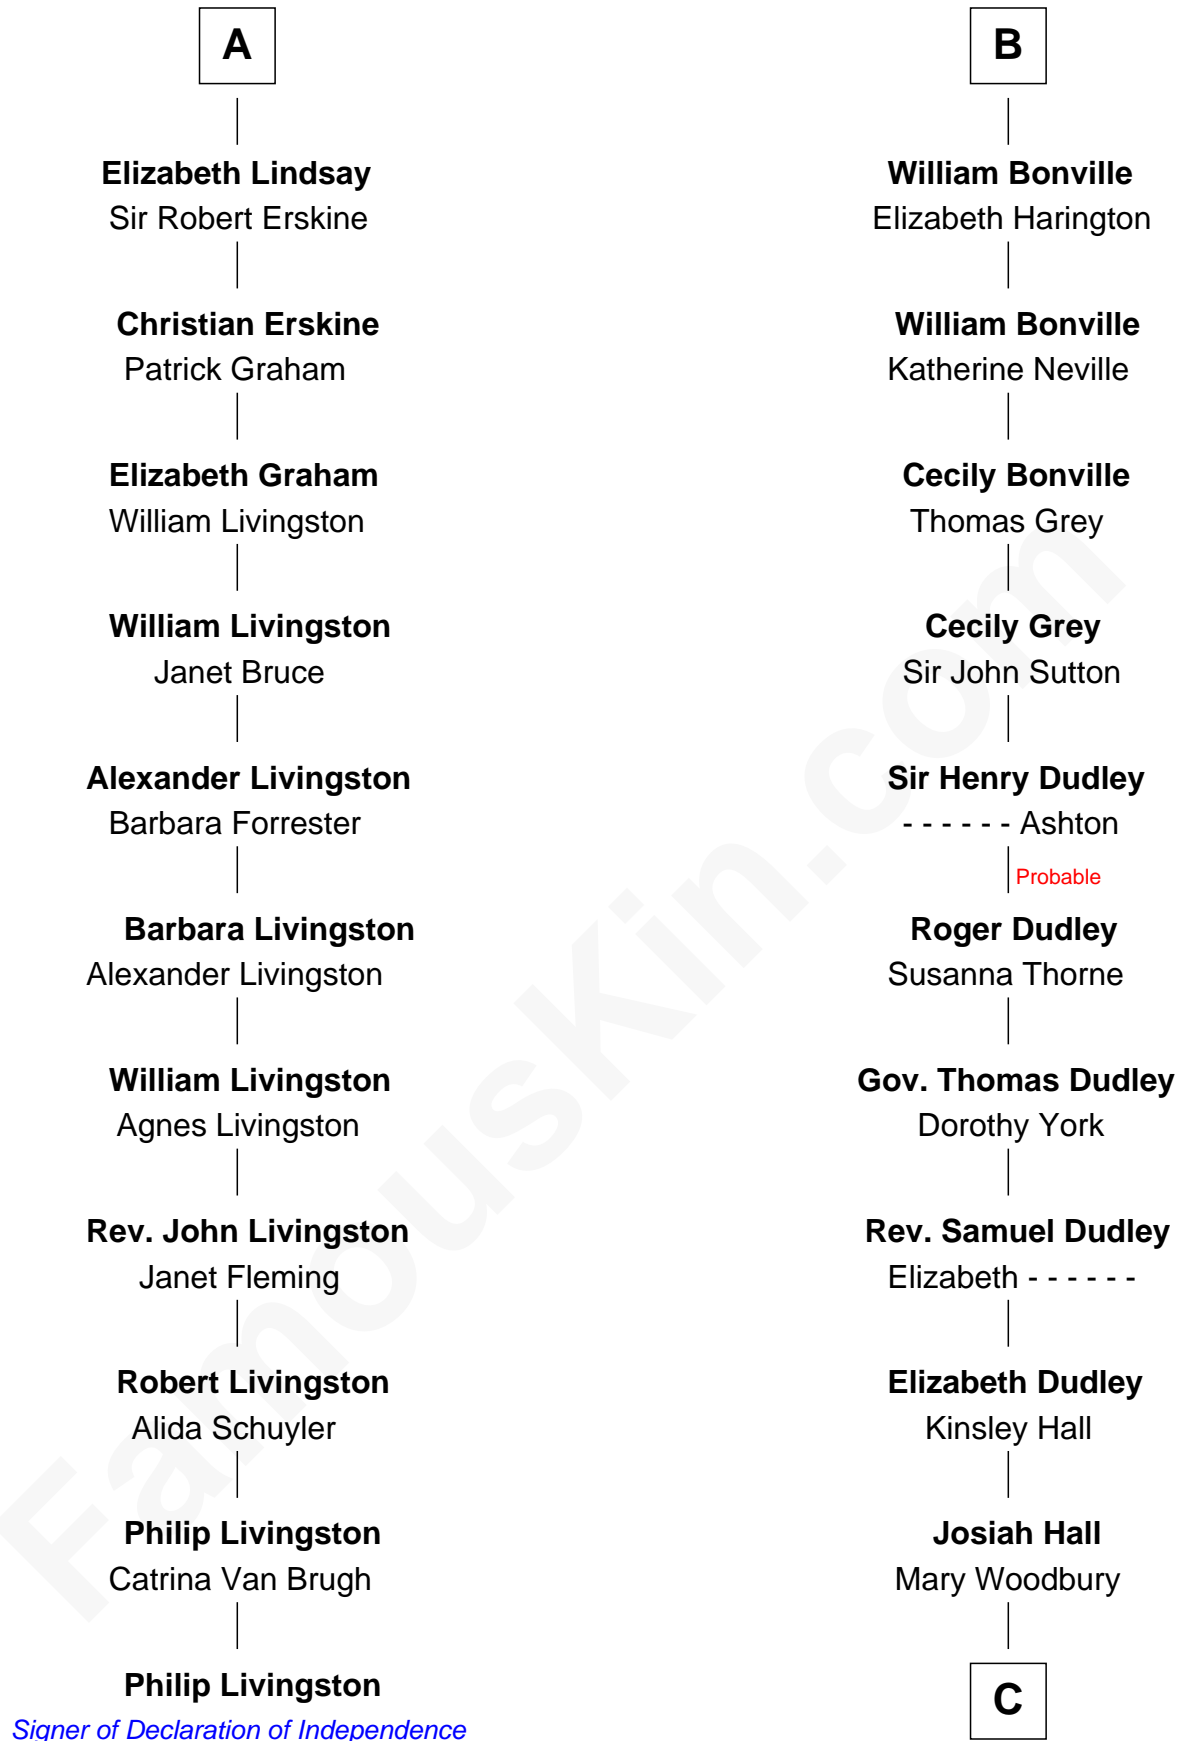 A
Elizabeth Lindsay
Sir Robert Erskine
Christian Erskine
Patrick Graham
Elizabeth Graham
William Livingston
William Livingston
Janet Bruce
Alexander Livingston
Barbara Forrester
Barbara Livingston
Alexander Livingston
William Livingston
Agnes Livingston
Rev. John Livingston
Janet Fleming
Robert Livingston
Alida Schuyler
Philip Livingston
Catrina Van Brugh
Philip Livingston
Signer of Declaration of Independence
B
William Bonville
Elizabeth Harington
William Bonville
Katherine Neville
Cecily Bonville
Thomas Grey
Cecily Grey
Sir John Sutton
Sir Henry Dudley
- - - - - - Ashton
Probable
Roger Dudley
Susanna Thorne
Gov. Thomas Dudley
Dorothy York
Rev. Samuel Dudley
Elizabeth - - - - - -
Elizabeth Dudley
Kinsley Hall
Josiah Hall
Mary Woodbury
C
FamousKin.com